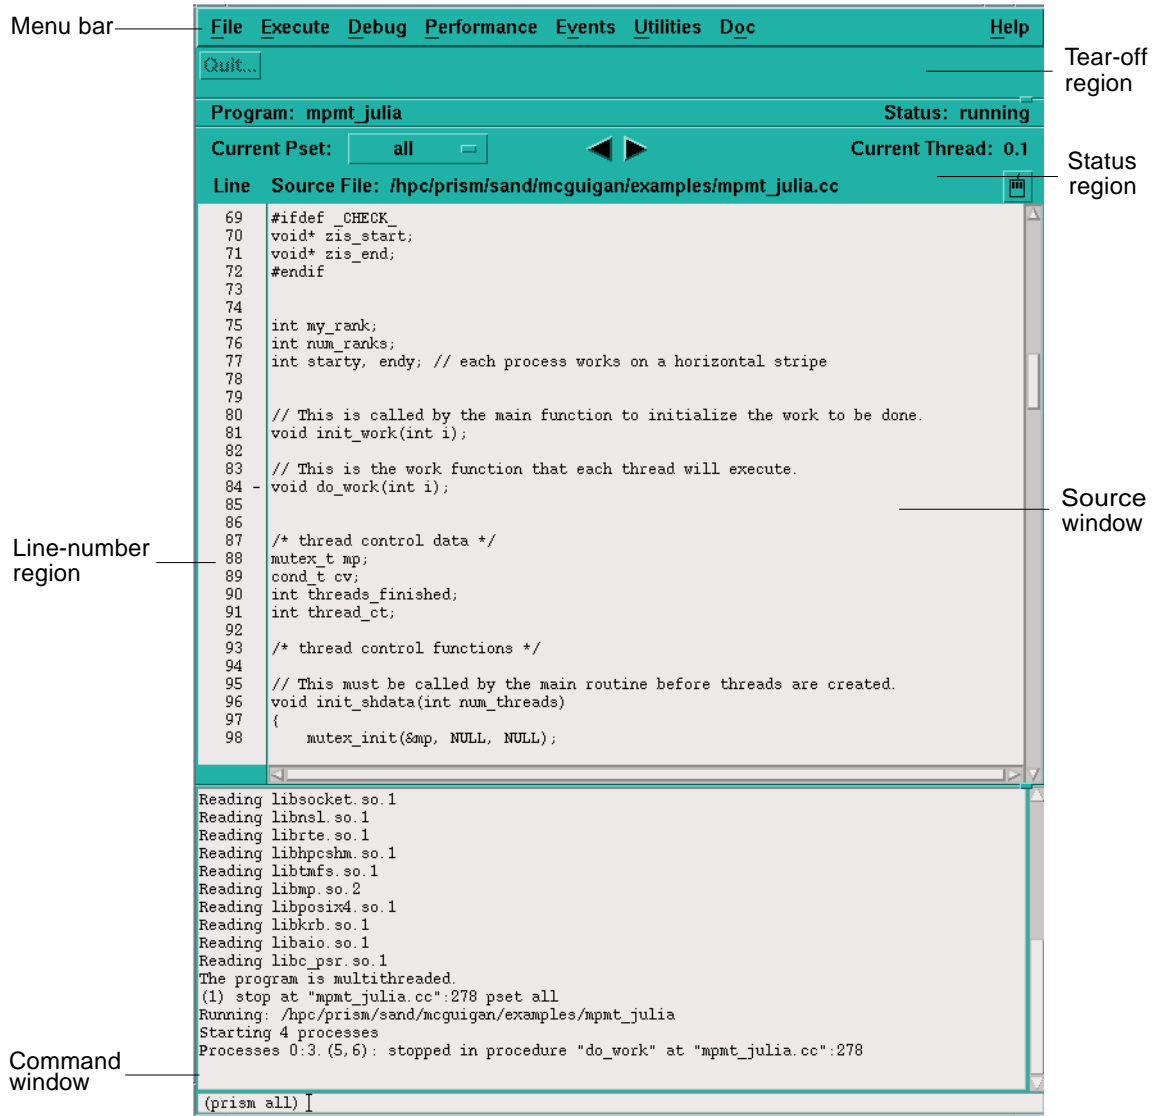 Menu bar
File Execute Debug Performance Events Utilities Doc Help
Quit...
Tear-off
region
Program: mpmt_julia Status: running
Current Pset: all Current Thread: 0.1
Status
region
Line Source File: /hpc/prism/sand/mcguigan/examples/mpmt_julia.cc
69 #ifdef _CHECK_
70 void* zis_start;
71 void* zis_end;
72 #endif
73
74
75 int my_rank;
76 int num_ranks;
77 int starty, endy; // each process works on a horizontal stripe
78
79
80 // This is called by the main function to initialize the work to be done.
81 void init_work(int i);
82
83 // This is the work function that each thread will execute.
84 - void do_work(int i);
85
Source
window
86
87 /* thread control data */
Line-number
region
88 mutex_t mp;
89 cond_t cv;
90 int threads_finished;
91 int thread_ct;
92
93 /* thread control functions */
94
95 // This must be called by the main routine before threads are created.
96 void init_shdata(int num_threads)
97 {
98 mutex_init(&mp, NULL, NULL);
Reading libsocket.so.1
Reading libnsl.so.1
Reading librte.so.1
Reading libhpcshm.so.1
Reading libtmfs.so.1
Reading libmp.so.2
Reading libposix4.so.1
Reading libkrb.so.1
Reading libaio.so.1
Reading libc_psr.so.1
The program is multithreaded.
(1) stop at "mpmt_julia.cc":278 pset all
Running: /hpc/prism/sand/mcguigan/examples/mpmt_julia
Starting 4 processes
Processes 0:3.(5,6): stopped in procedure "do_work" at "mpmt_julia.cc":278
Command
window
(prism all)